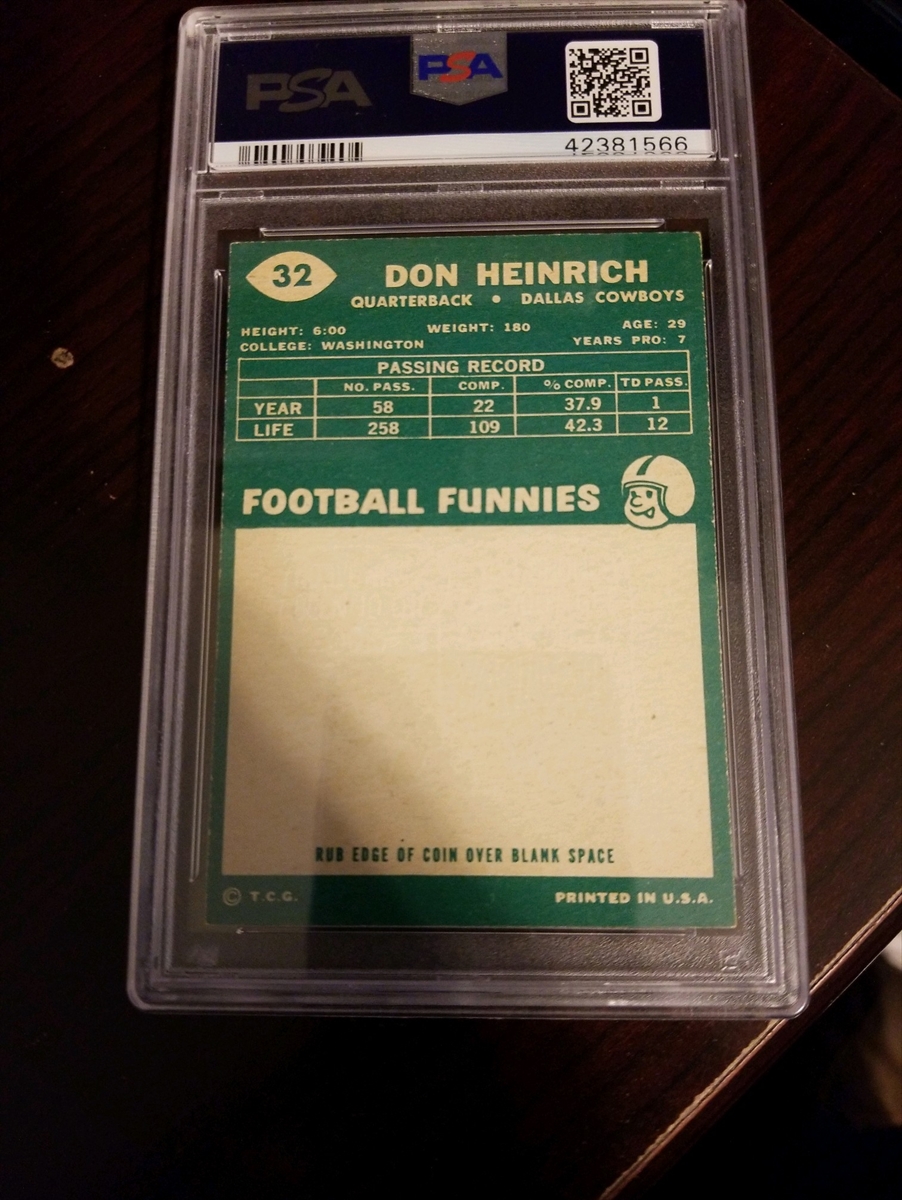 PSA PSA
42381566
32 DON HEINRICH
QUARTERBACK • DALLAS COWBOYS
HEIGHT: 6:00 WEIGHT: 180 AGE: 29
COLLEGE: WASHINGTON YEARS PRO: 7
PASSING RECORD
NO. PASS. COMP. % COMP. TD PASS.
YEAR 58 22 37.9 1
LIFE 258 109 42.3 12
FOOTBALL FUNNIES
RUB EDGE OF COIN OVER BLANK SPACE
© T.C.G. PRINTED IN U.S.A.